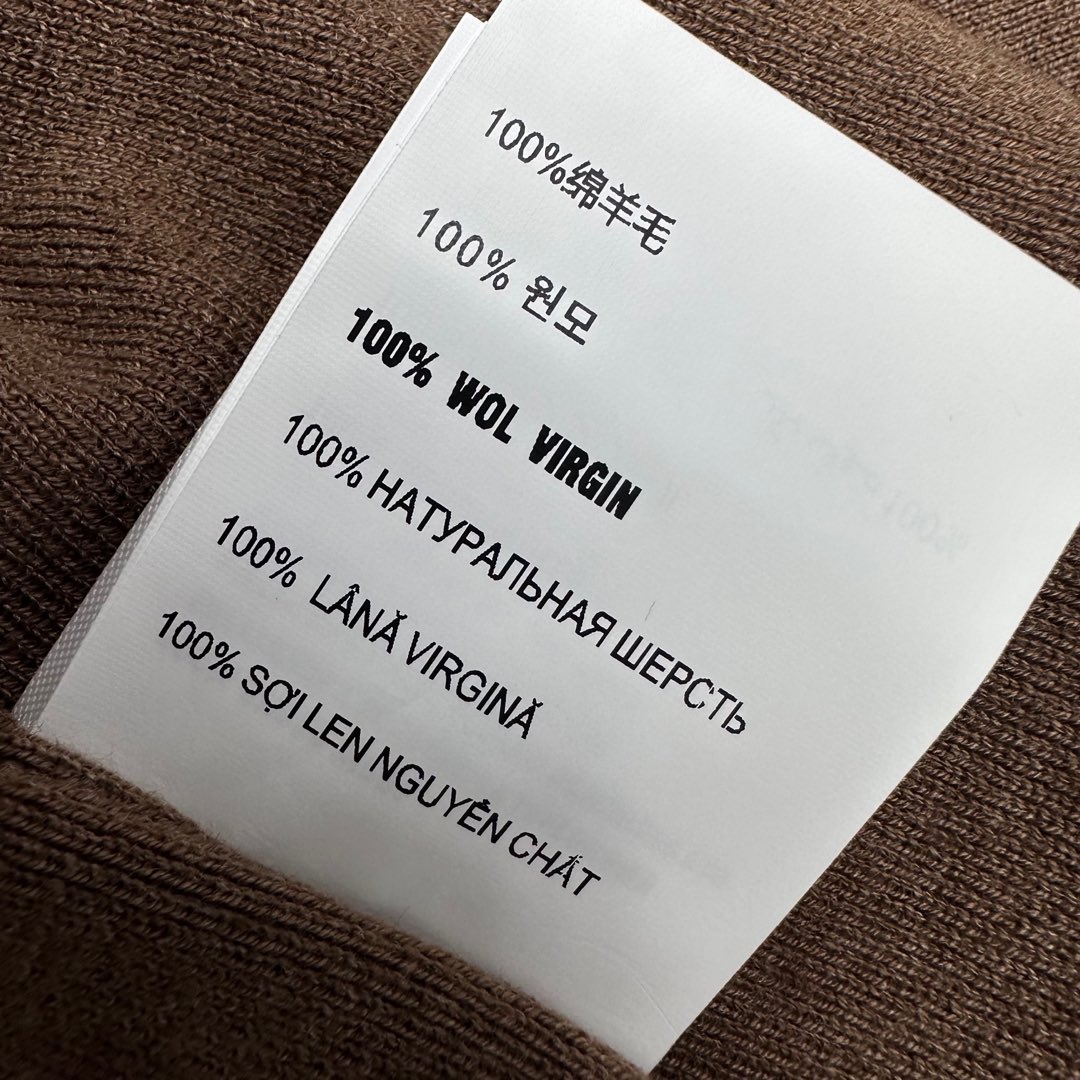 100%绵羊毛
100% 원모
100% WOL VIRGIN
100% НАТУРАЛЬНАЯ ШЕРСТЬ
100% LÂNĂ VIRGINĂ
100% SỢI LEN NGUYÊN CHẤT